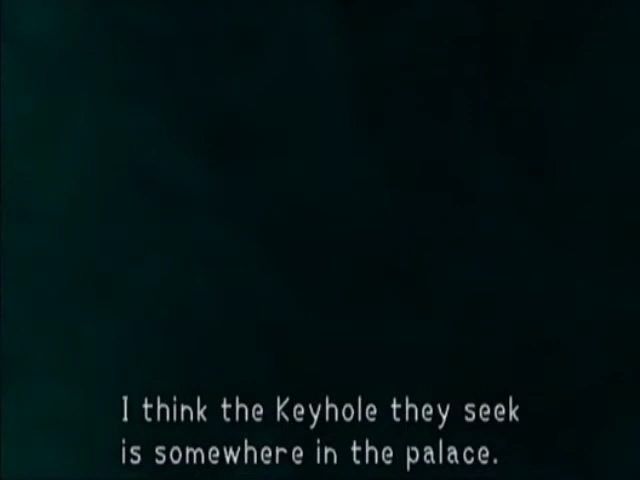 I think the Keyhole they seek
is somewhere in the palace.